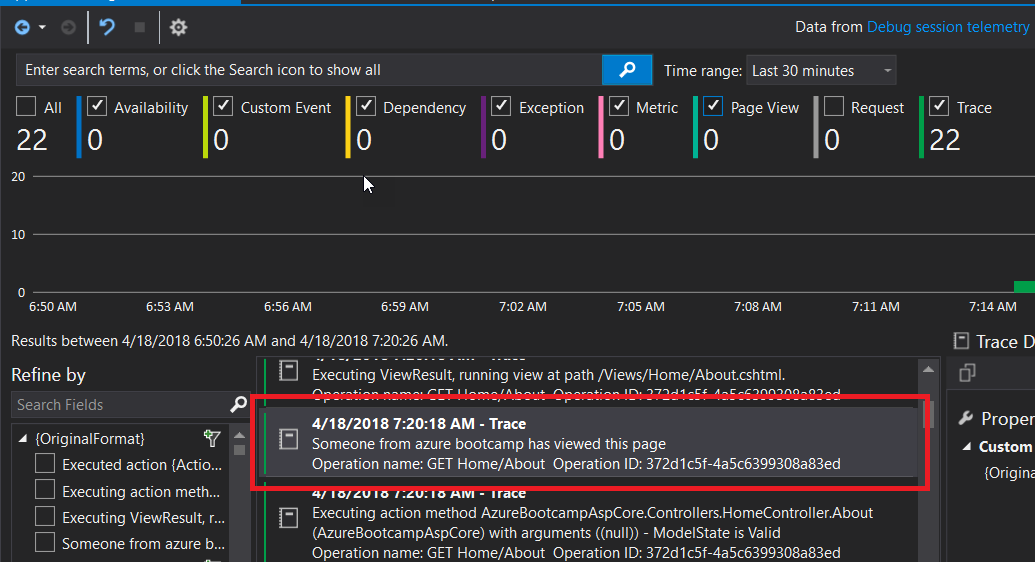 Data from Debug session telemetry
Enter search terms, or click the Search icon to show all
Time range: Last 30 minutes
All Availability Custom Event Dependency Exception Metric Page View Request Trace
22 0 0 0 0 0 0 0 22
20
10
0
6:50 AM 6:53 AM 6:56 AM 6:59 AM 7:02 AM 7:05 AM 7:08 AM 7:11 AM 7:14 AM
Results between 4/18/2018 6:50:26 AM and 4/18/2018 7:20:26 AM.
Refine by
Search Fields
{OriginalFormat}
Executed action {Actio...
Executing action meth...
Executing ViewResult, r...
Someone from azure b...
Executing ViewResult, running view at path /Views/Home/About.cshtml.
Operation name: GET Home/About Operation ID: 372d1c5f-4a5c6399308a83ed
4/18/2018 7:20:18 AM - Trace
Someone from azure bootcamp has viewed this page
Operation name: GET Home/About Operation ID: 372d1c5f-4a5c6399308a83ed
4/18/2018 7:20:18 AM - Trace
Executing action method AzureBootcampAspCore.Controllers.HomeController.About
(AzureBootcampAspCore) with arguments ((null)) - ModelState is Valid
Operation name: GET Home/About Operation ID: 372d1c5f-4a5c6399308a83ed
Trace D
Proper
Custom
{Origina